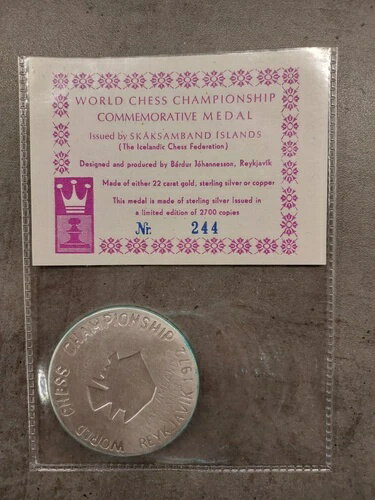 WORLD CHESS CHAMPIONSHIP
COMMEMORATIVE MEDAL
Issued by SKÁKSAMBAND ÍSLANDS
(The Icelandic Chess Federation)
Designed and produced by Bárdur Jóhannesson, Reykjavík
Made of either 22 carat gold, sterling silver or copper
This medal is made of sterling silver issued in
a limited edition of 2700 copies
Nr. 244
WORLD CHESS CHAMPIONSHIP
REYKJAVIK 1972